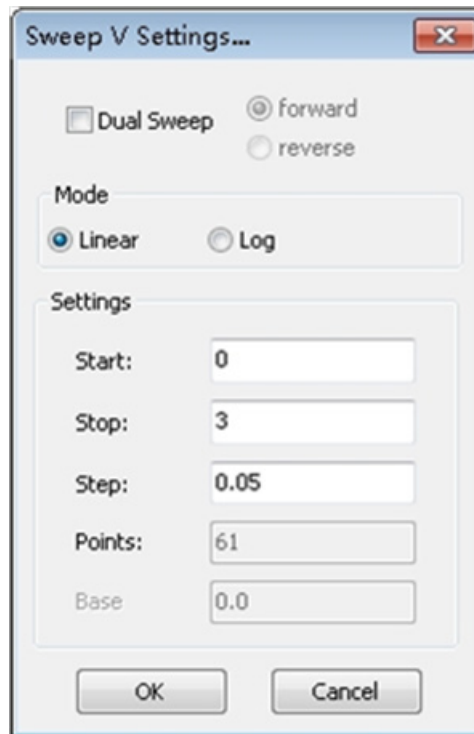 Sweep V Settings...
Dual Sweep
forward
reverse
Mode
Linear
Log
Settings
Start: 0
Stop: 3
Step: 0.05
Points: 61
Base 0.0
OK
Cancel